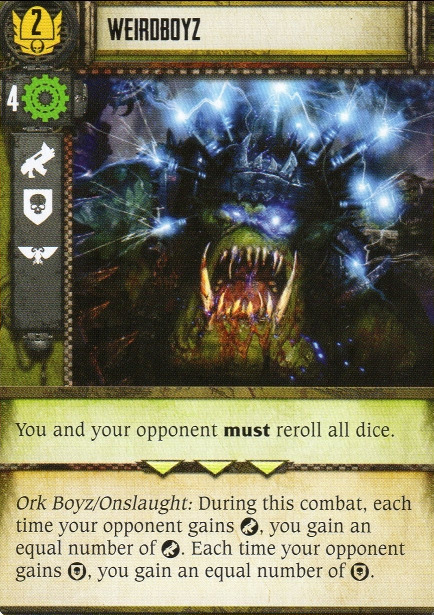 2
WEIRDBOYZ
4
You and your opponent must reroll all dice.
Ork Boyz/Onslaught: During this combat, each
time your opponent gains , you gain an
equal number of . Each time your opponent
gains , you gain an equal number of .